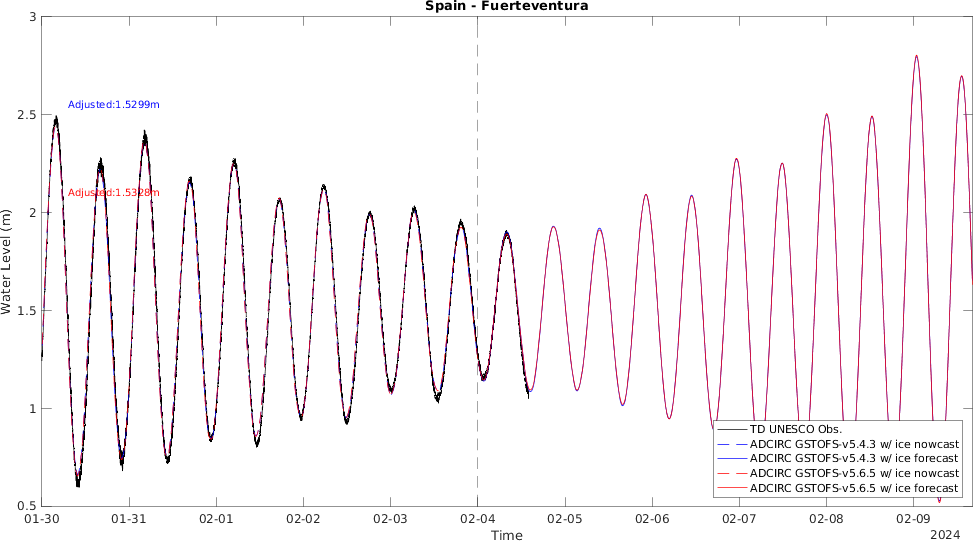 Spain - Fuerteventura
3
2.5
2
1.5
1
0.5
Water Level (m)
Adjusted:1.5299m
Adjusted:1.5328m
TD UNESCO Obs.
ADCIRC GSTOFS-v5.4.3 w/ ice nowcast
ADCIRC GSTOFS-v5.4.3 w/ ice forecast
ADCIRC GSTOFS-v5.6.5 w/ ice nowcast
ADCIRC GSTOFS-v5.6.5 w/ ice forecast
01-30 01-31 02-01 02-02 02-03 02-04 02-05 02-06 02-07 02-08 02-09
Time
2024